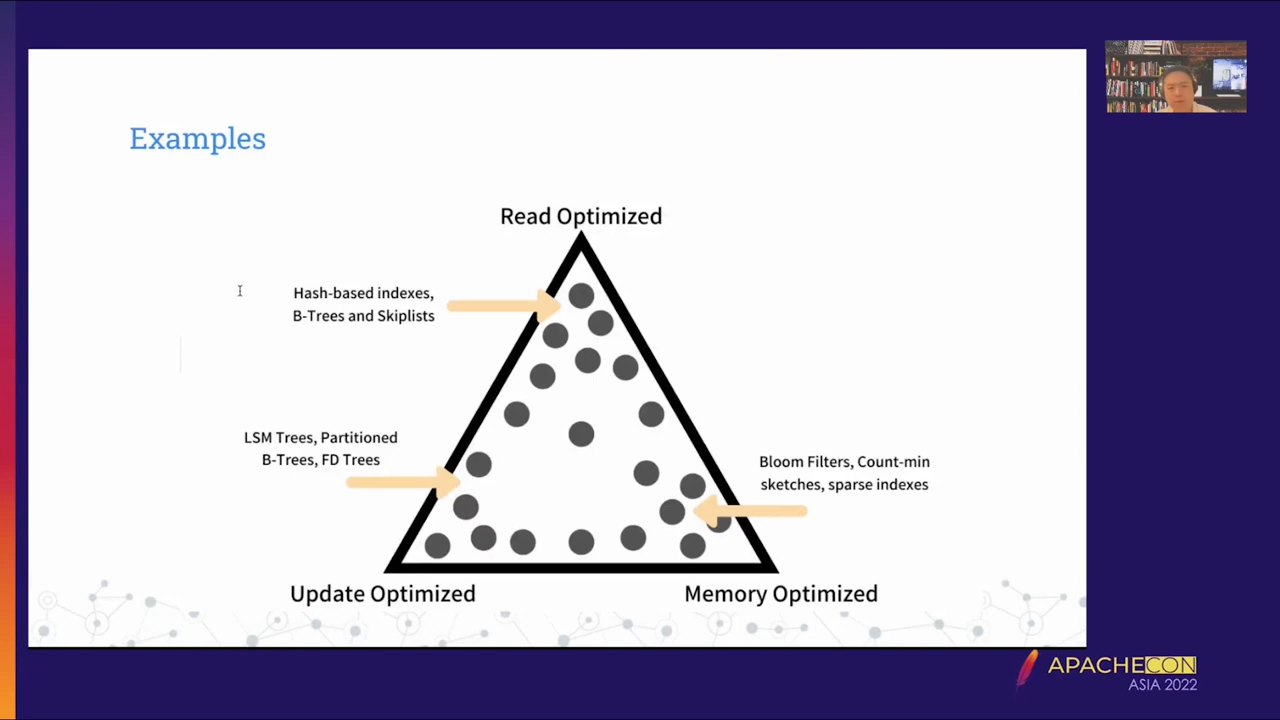 Examples
Read Optimized
Hash-based indexes,
B-Trees and Skiplists
LSM Trees, Partitioned
B-Trees, FD Trees
Bloom Filters, Count-min
sketches, sparse indexes
Update Optimized
Memory Optimized
APACHECON
ASIA 2022